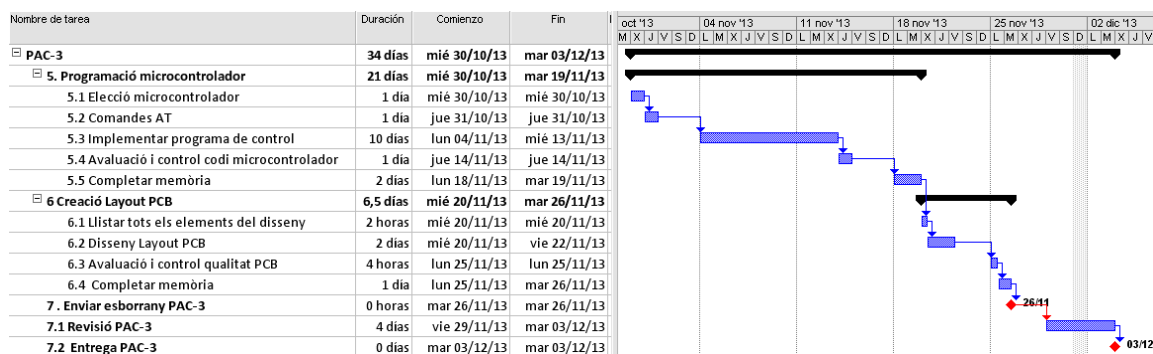 Nombre de tarea Duración Comienzo Fin oct '13 04 nov '13 11 nov '13 18 nov '13 25 nov '13 02 dic '13
M X J V S D L M X J V S D L M X J V S D L M X J V S D L M X J V S D L M X J V
PAC-3 34 días mié 30/10/13 mar 03/12/13
5. Programació microcontrolador 21 días mié 30/10/13 mar 19/11/13
5.1 Elecció microcontrolador 1 día mié 30/10/13 mié 30/10/13
5.2 Comandes AT 1 día jue 31/10/13 jue 31/10/13
5.3 Implementar programa de control 10 días lun 04/11/13 mié 13/11/13
5.4 Avaluació i control codi microcontrolador 1 día jue 14/11/13 jue 14/11/13
5.5 Completar memòria 2 días lun 18/11/13 mar 19/11/13
6 Creació Layout PCB 6,5 días mié 20/11/13 mar 26/11/13
6.1 Llistar tots els elements del disseny 2 horas mié 20/11/13 mié 20/11/13
6.2 Disseny Layout PCB 2 días mié 20/11/13 vie 22/11/13
6.3 Avaluació i control qualitat PCB 4 horas lun 25/11/13 lun 25/11/13
6.4 Completar memòria 1 día lun 25/11/13 mar 26/11/13
7 . Enviar esborrany PAC-3 0 horas mar 26/11/13 mar 26/11/13 26/11
7.1 Revisió PAC-3 4 días vie 29/11/13 mar 03/12/13
7.2 Entrega PAC-3 0 días mar 03/12/13 mar 03/12/13 03/12